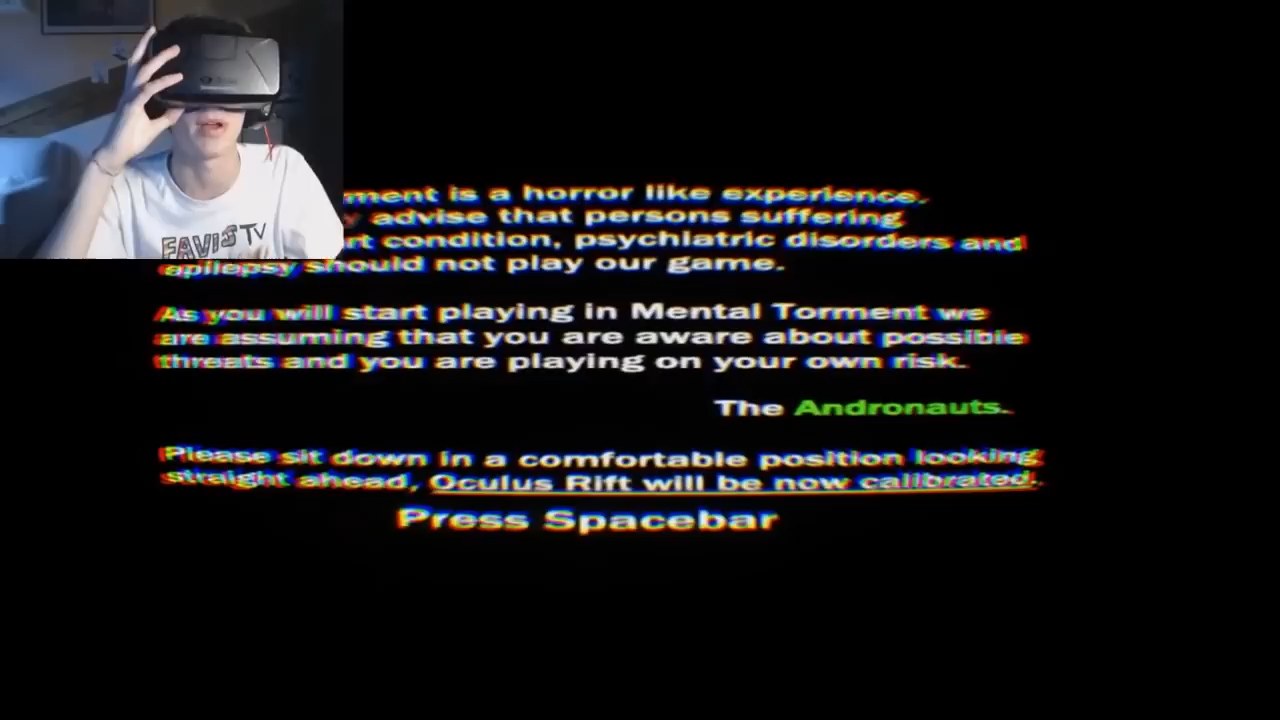 FAVIS TV
ment is a horror like experience.
advise that persons suffering
rt condition, psychiatric disorders and
epilepsy should not play our game.
As you will start playing in Mental Torment we
are assuming that you are aware about possible
threats and you are playing on your own risk.
The Andronauts.
Please sit down in a comfortable position looking
straight ahead, Oculus Rift will be now calibrated.
Press Spacebar